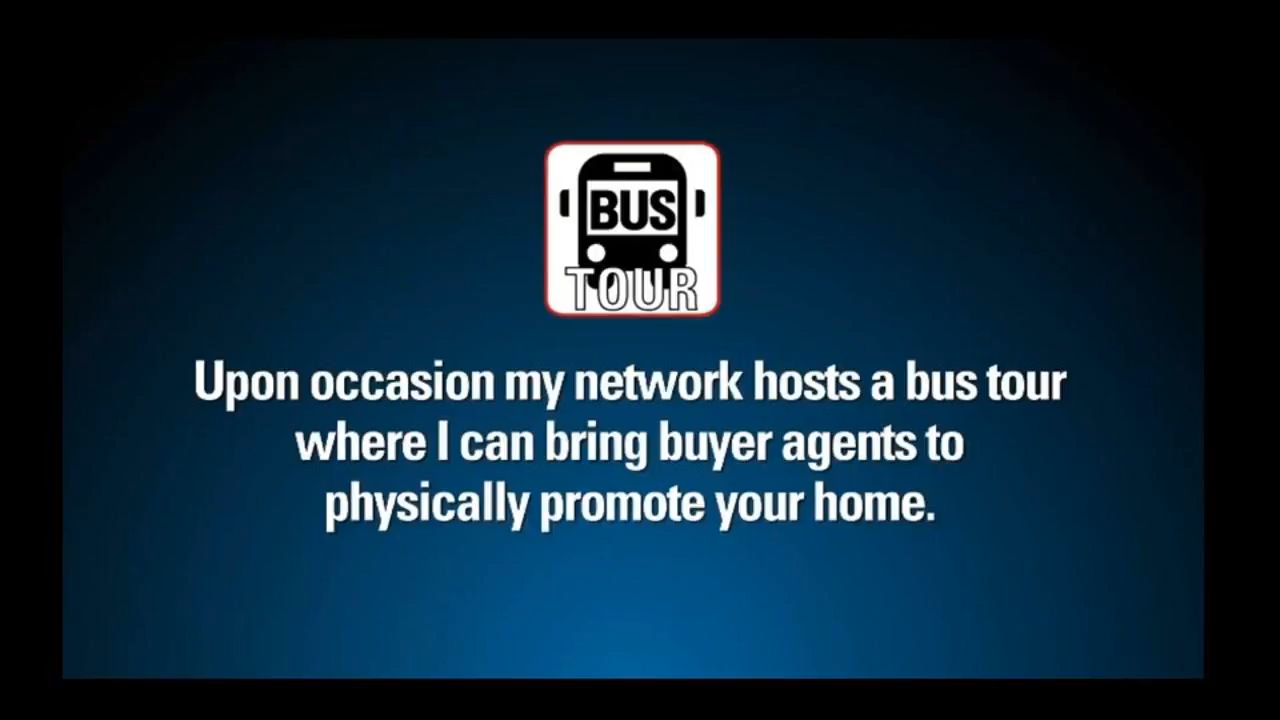 BUS
TOUR
Upon occasion my network hosts a bus tour
where I can bring buyer agents to
physically promote your home.